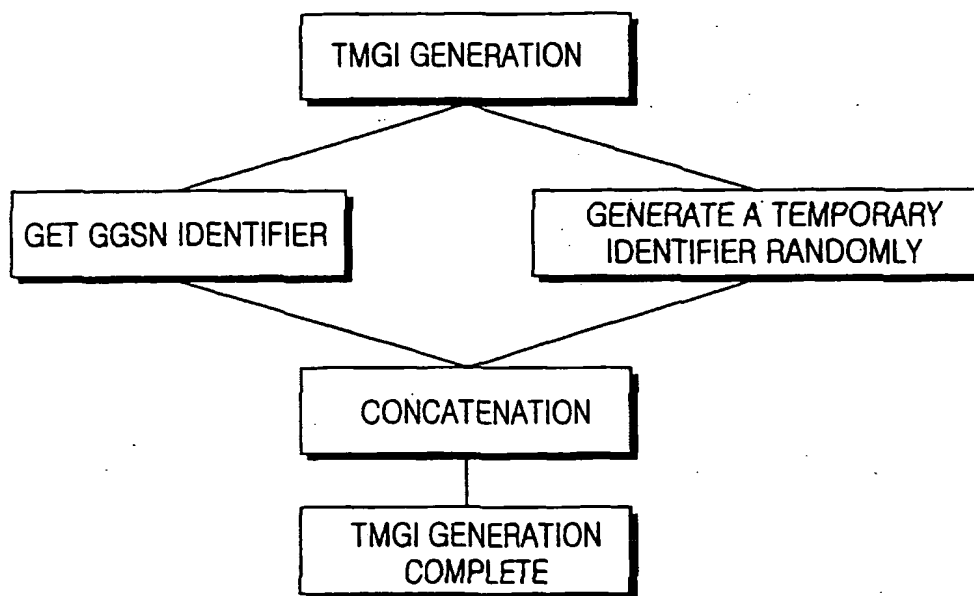 TMGI GENERATION
GET GGSN IDENTIFIER
GENERATE A TEMPORARY
IDENTIFIER RANDOMLY
CONCATENATION
TMGI GENERATION
COMPLETE